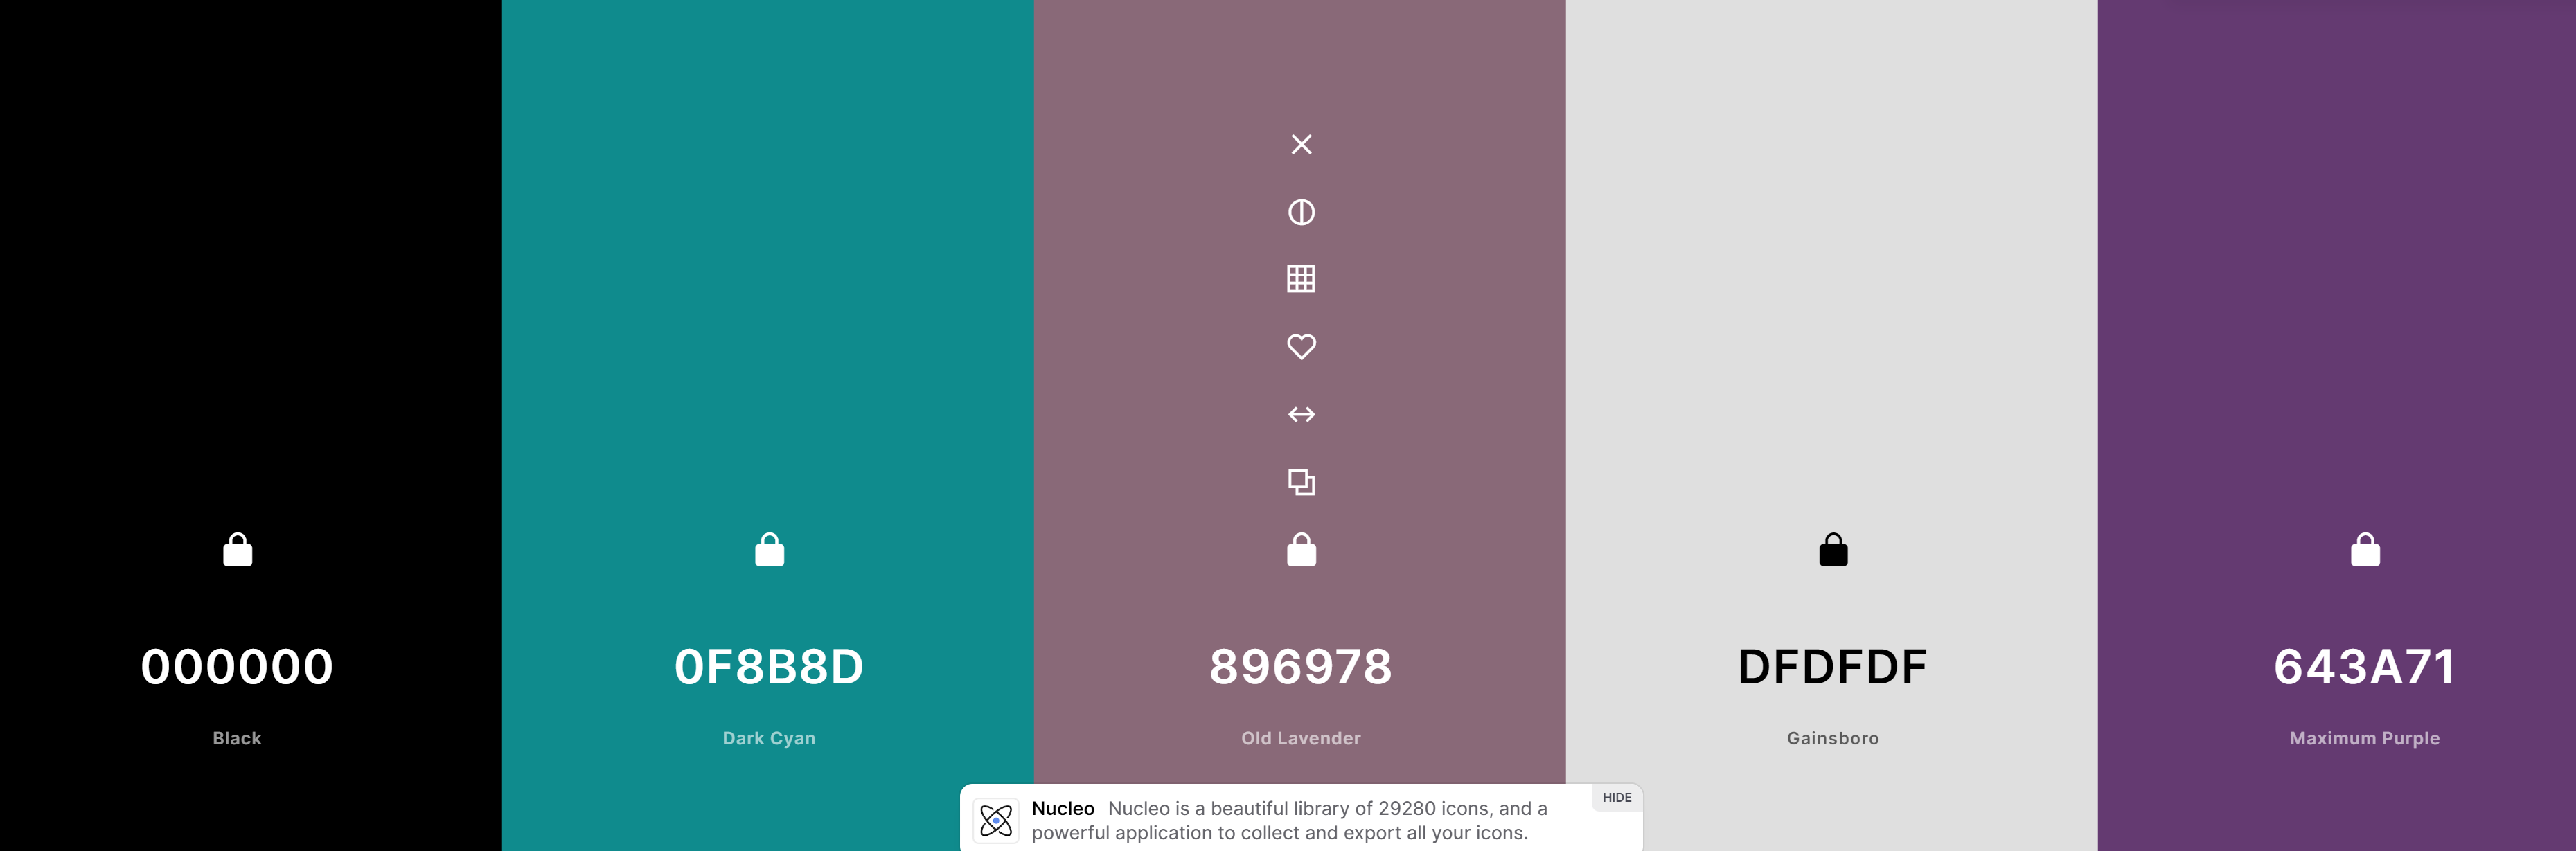 000000
Black
0F8B8D
Dark Cyan
896978
Old Lavender
DFDFDF
Gainsboro
643A71
Maximum Purple
Nucleo Nucleo is a beautiful library of 29280 icons, and a
powerful application to collect and export all your icons.
HIDE